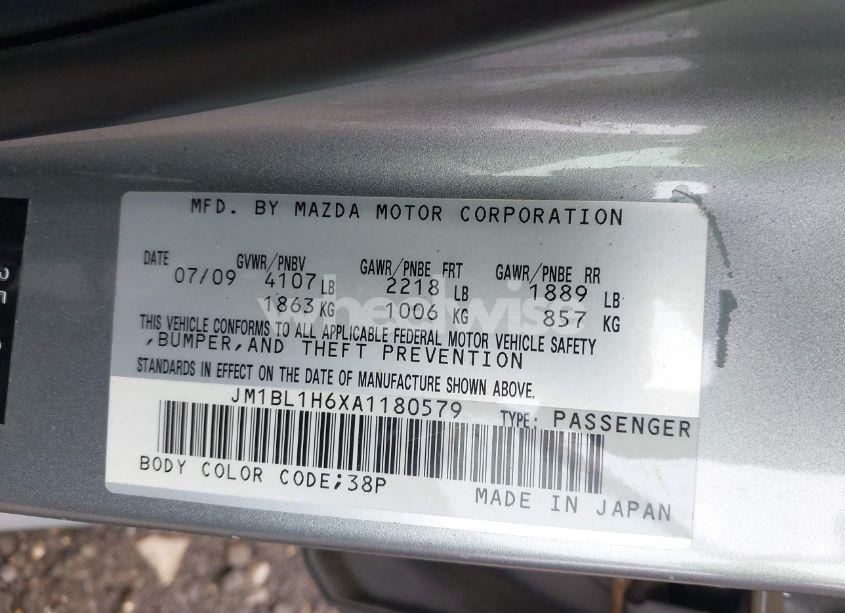 MFD. BY MAZDA MOTOR CORPORATION
DATE GVWR/PNBV GAWR/PNBE FRT GAWR/PNBE RR
07/09 4107 LB 2218 LB 1889 LB
1863 KG 1006 KG 857 KG
THIS VEHICLE CONFORMS TO ALL APPLICABLE FEDERAL MOTOR VEHICLE SAFETY
,BUMPER,AND THEFT PREVENTION
STANDARDS IN EFFECT ON THE DATE OF MANUFACTURE SHOWN ABOVE.
JM1BL1H6XA1180579 TYPE: PASSENGER
BODY COLOR CODE;38P
MADE IN JAPAN